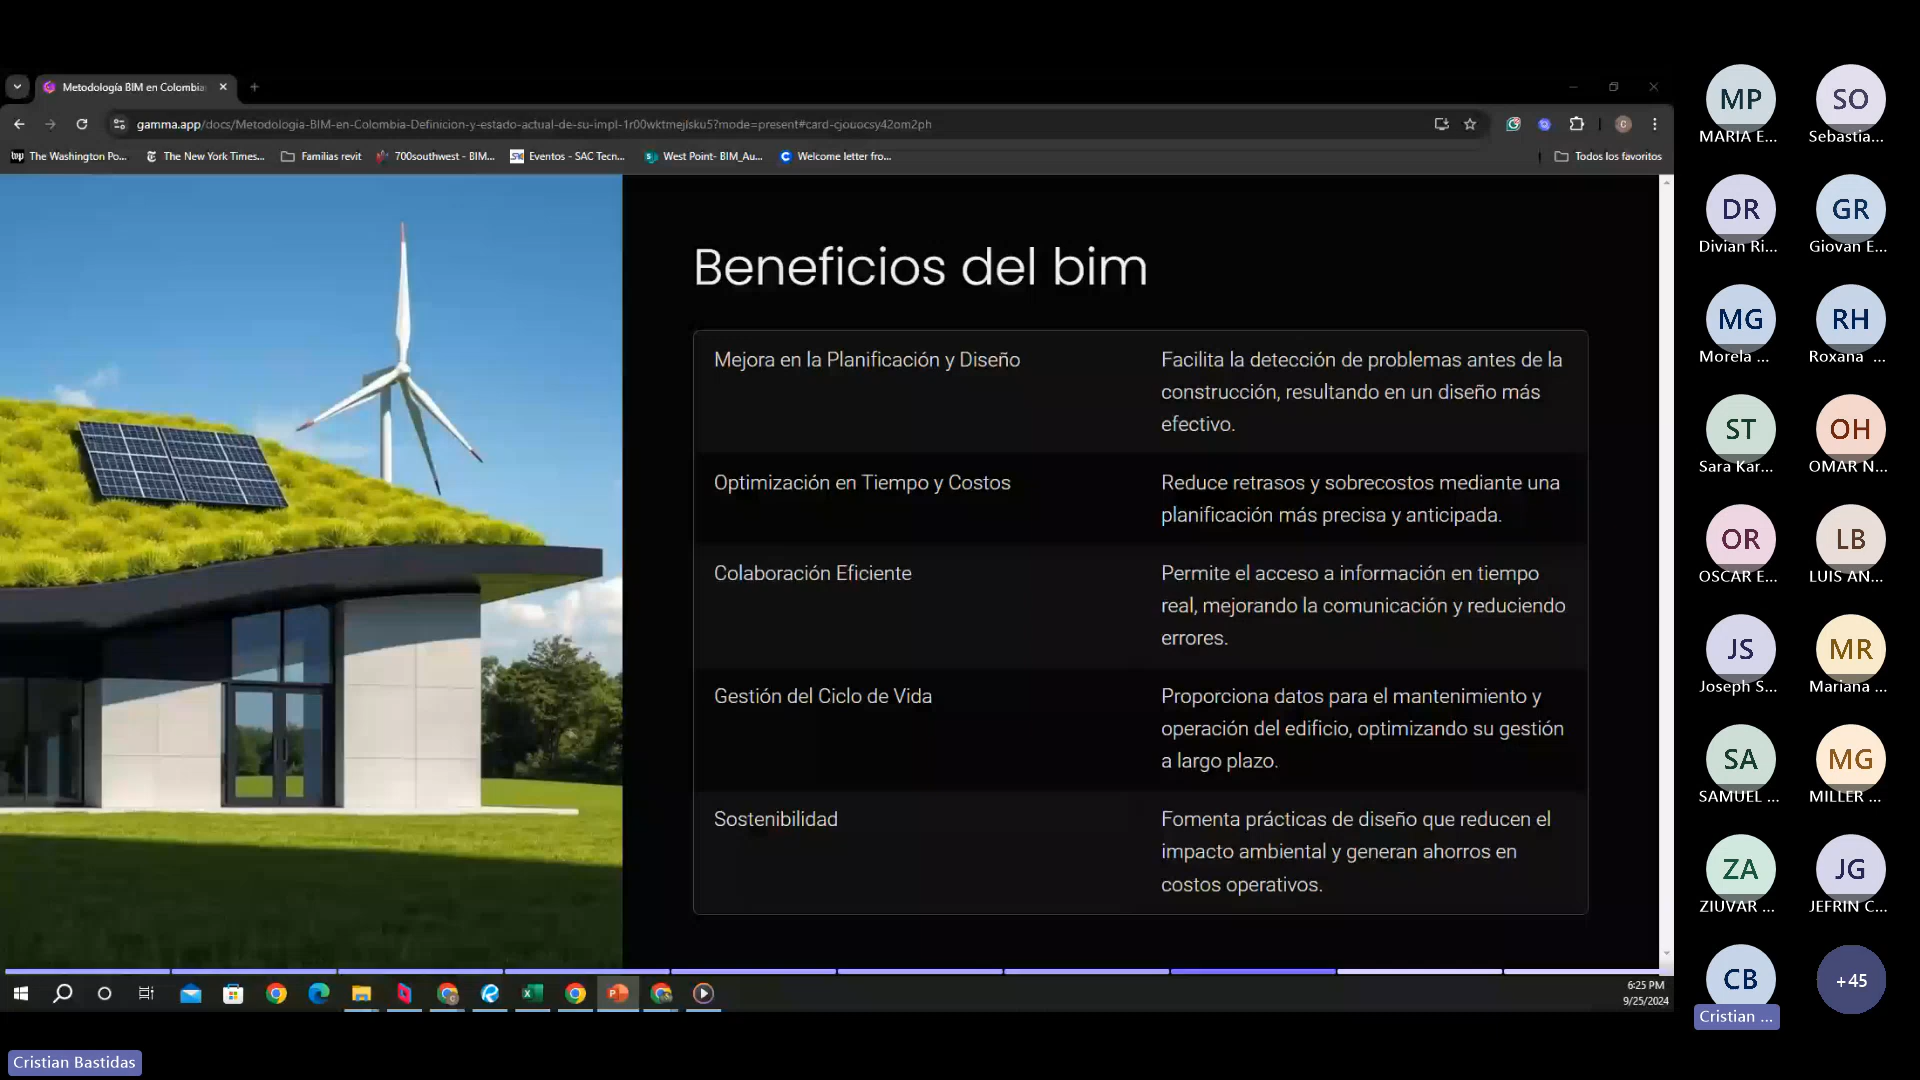 Metodología BIM en Colombia
gamma.app/docs/Metodologia-BIM-en-Colombia-Definicion-y-estado-actual-de-su-impl-1r00wktmejlsku5?mode=present#card-cjouocsy42om2ph
The Washington Po...
The New York Times...
Familias revit
700southwest - BIM...
Eventos - SAC Tecn...
West Point- BIM_Au...
Welcome letter fro...
Todos los favoritos
Beneficios del bim
Mejora en la Planificación y Diseño
Facilita la detección de problemas antes de la
construcción, resultando en un diseño más
efectivo.
Optimización en Tiempo y Costos
Reduce retrasos y sobrecostos mediante una
planificación más precisa y anticipada.
Colaboración Eficiente
Permite el acceso a información en tiempo
real, mejorando la comunicación y reduciendo
errores.
Gestión del Ciclo de Vida
Proporciona datos para el mantenimiento y
operación del edificio, optimizando su gestión
a largo plazo.
Sostenibilidad
Fomenta prácticas de diseño que reducen el
impacto ambiental y generan ahorros en
costos operativos.
6:25 PM
9/25/2024
Cristian Bastidas
MP
MARIA E...
SO
Sebastia...
DR
Divian Ri...
GR
Giovan E...
MG
Morela ...
RH
Roxana ...
ST
Sara Kar...
OH
OMAR N...
OR
OSCAR E...
LB
LUIS AN...
JS
Joseph S...
MR
Mariana ...
SA
SAMUEL ...
MG
MILLER ...
ZA
ZIUVAR ...
JG
JEFRIN C...
CB
Cristian ...
+45